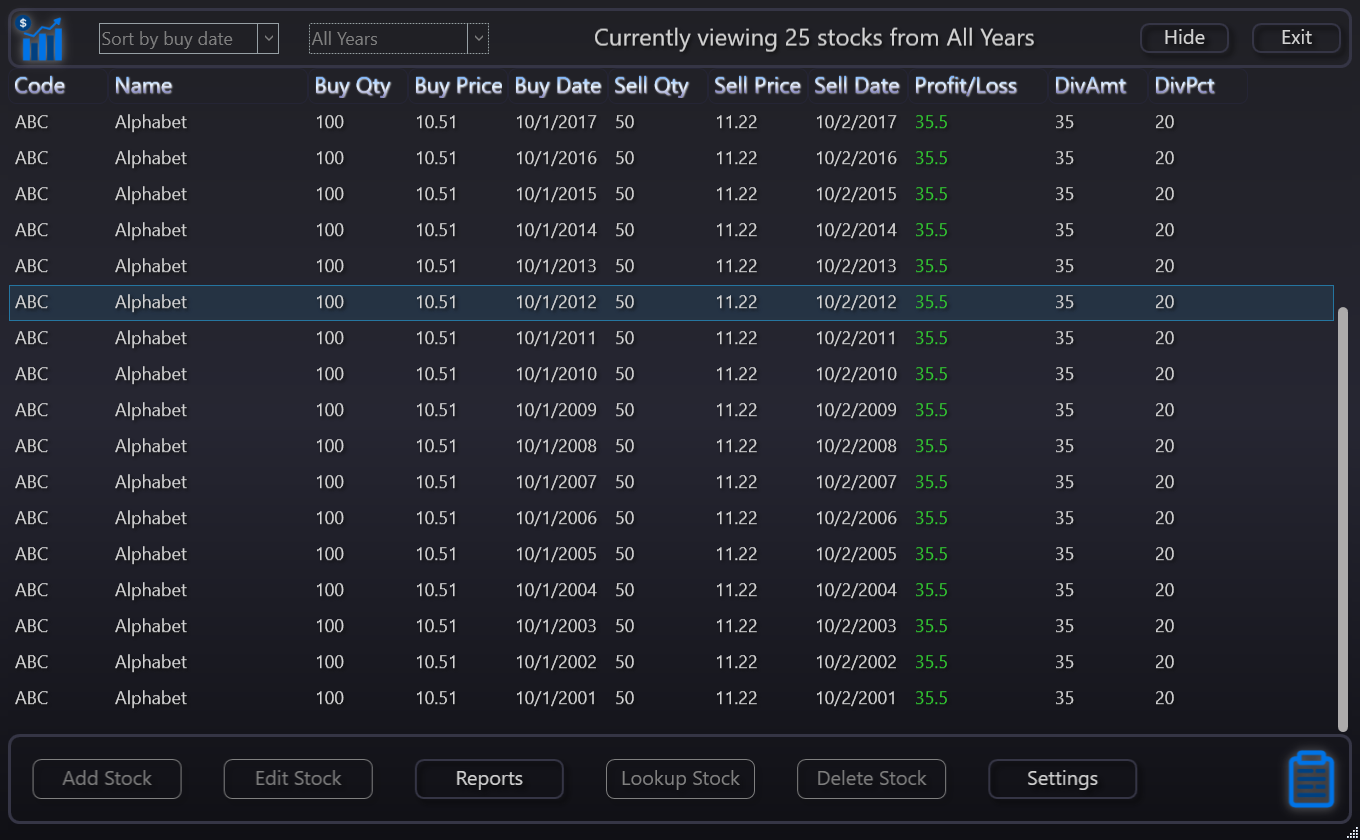 $ Sort by buy date All Years Currently viewing 25 stocks from All Years Hide Exit
Code Name Buy Qty Buy Price Buy Date Sell Qty Sell Price Sell Date Profit/Loss DivAmt DivPct
ABC Alphabet 100 10.51 10/1/2017 50 11.22 10/2/2017 35.5 35 20
ABC Alphabet 100 10.51 10/1/2016 50 11.22 10/2/2016 35.5 35 20
ABC Alphabet 100 10.51 10/1/2015 50 11.22 10/2/2015 35.5 35 20
ABC Alphabet 100 10.51 10/1/2014 50 11.22 10/2/2014 35.5 35 20
ABC Alphabet 100 10.51 10/1/2013 50 11.22 10/2/2013 35.5 35 20
ABC Alphabet 100 10.51 10/1/2012 50 11.22 10/2/2012 35.5 35 20
ABC Alphabet 100 10.51 10/1/2011 50 11.22 10/2/2011 35.5 35 20
ABC Alphabet 100 10.51 10/1/2010 50 11.22 10/2/2010 35.5 35 20
ABC Alphabet 100 10.51 10/1/2009 50 11.22 10/2/2009 35.5 35 20
ABC Alphabet 100 10.51 10/1/2008 50 11.22 10/2/2008 35.5 35 20
ABC Alphabet 100 10.51 10/1/2007 50 11.22 10/2/2007 35.5 35 20
ABC Alphabet 100 10.51 10/1/2006 50 11.22 10/2/2006 35.5 35 20
ABC Alphabet 100 10.51 10/1/2005 50 11.22 10/2/2005 35.5 35 20
ABC Alphabet 100 10.51 10/1/2004 50 11.22 10/2/2004 35.5 35 20
ABC Alphabet 100 10.51 10/1/2003 50 11.22 10/2/2003 35.5 35 20
ABC Alphabet 100 10.51 10/1/2002 50 11.22 10/2/2002 35.5 35 20
ABC Alphabet 100 10.51 10/1/2001 50 11.22 10/2/2001 35.5 35 20
Add Stock Edit Stock Reports Lookup Stock Delete Stock Settings